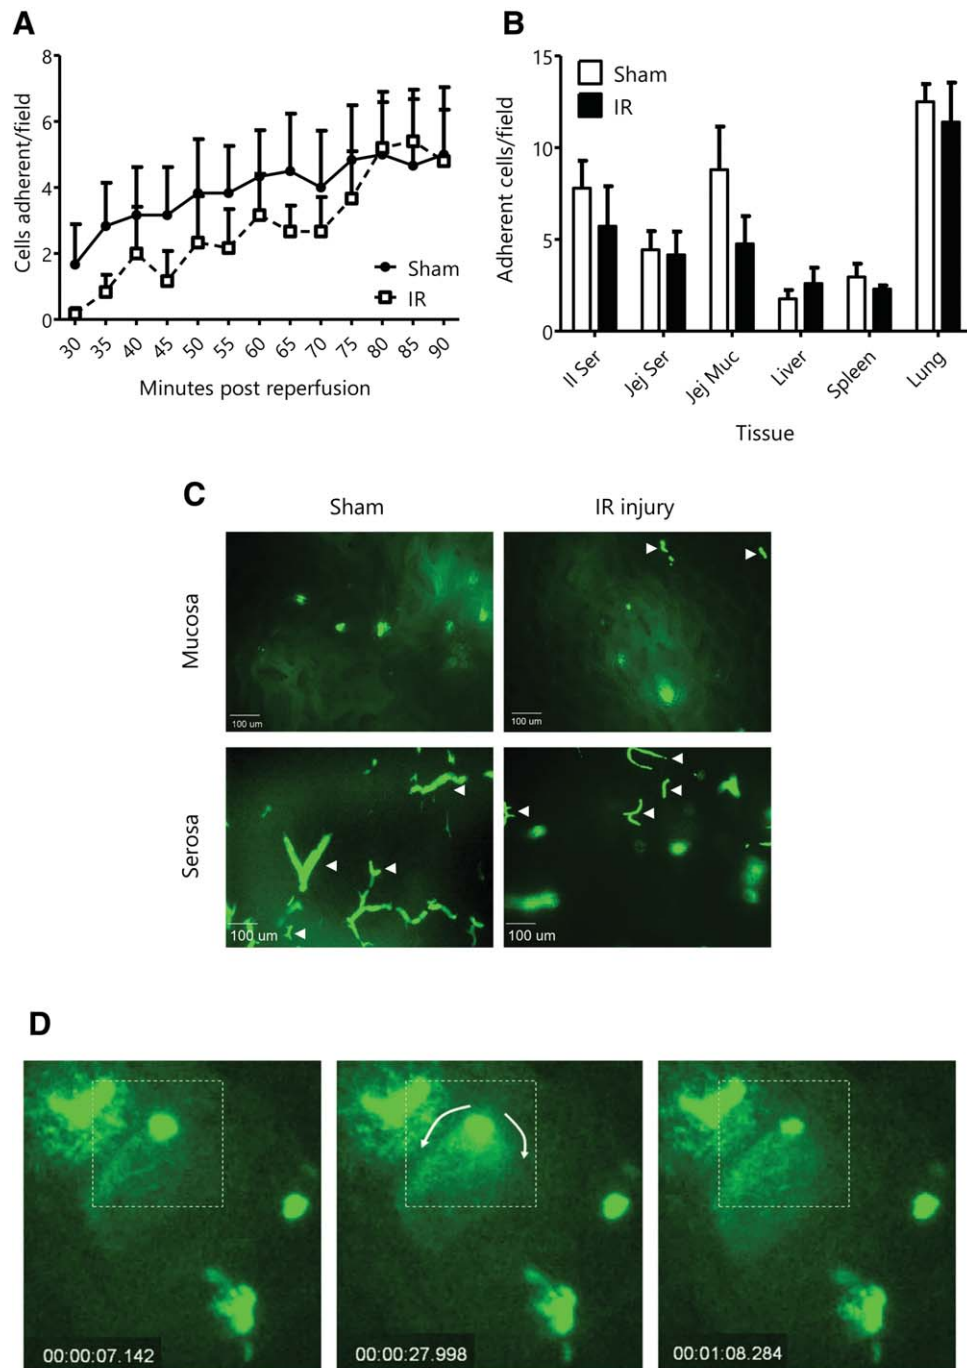 A
8
6
4
2
0
Cells adherent/field
Sham
IR
30 35 40 45 50 55 60 65 70 75 80 85 90
Minutes post reperfusion
B
15
10
5
0
Adherent cells/field
Sham
IR
Il Ser Jej Ser Jej Muc Liver Spleen Lung
Tissue
C
Sham IR injury
Mucosa
100 um 100 um
Serosa
100 um 100 um
D
00:00:07.142 00:00:27.998 00:01:08.284